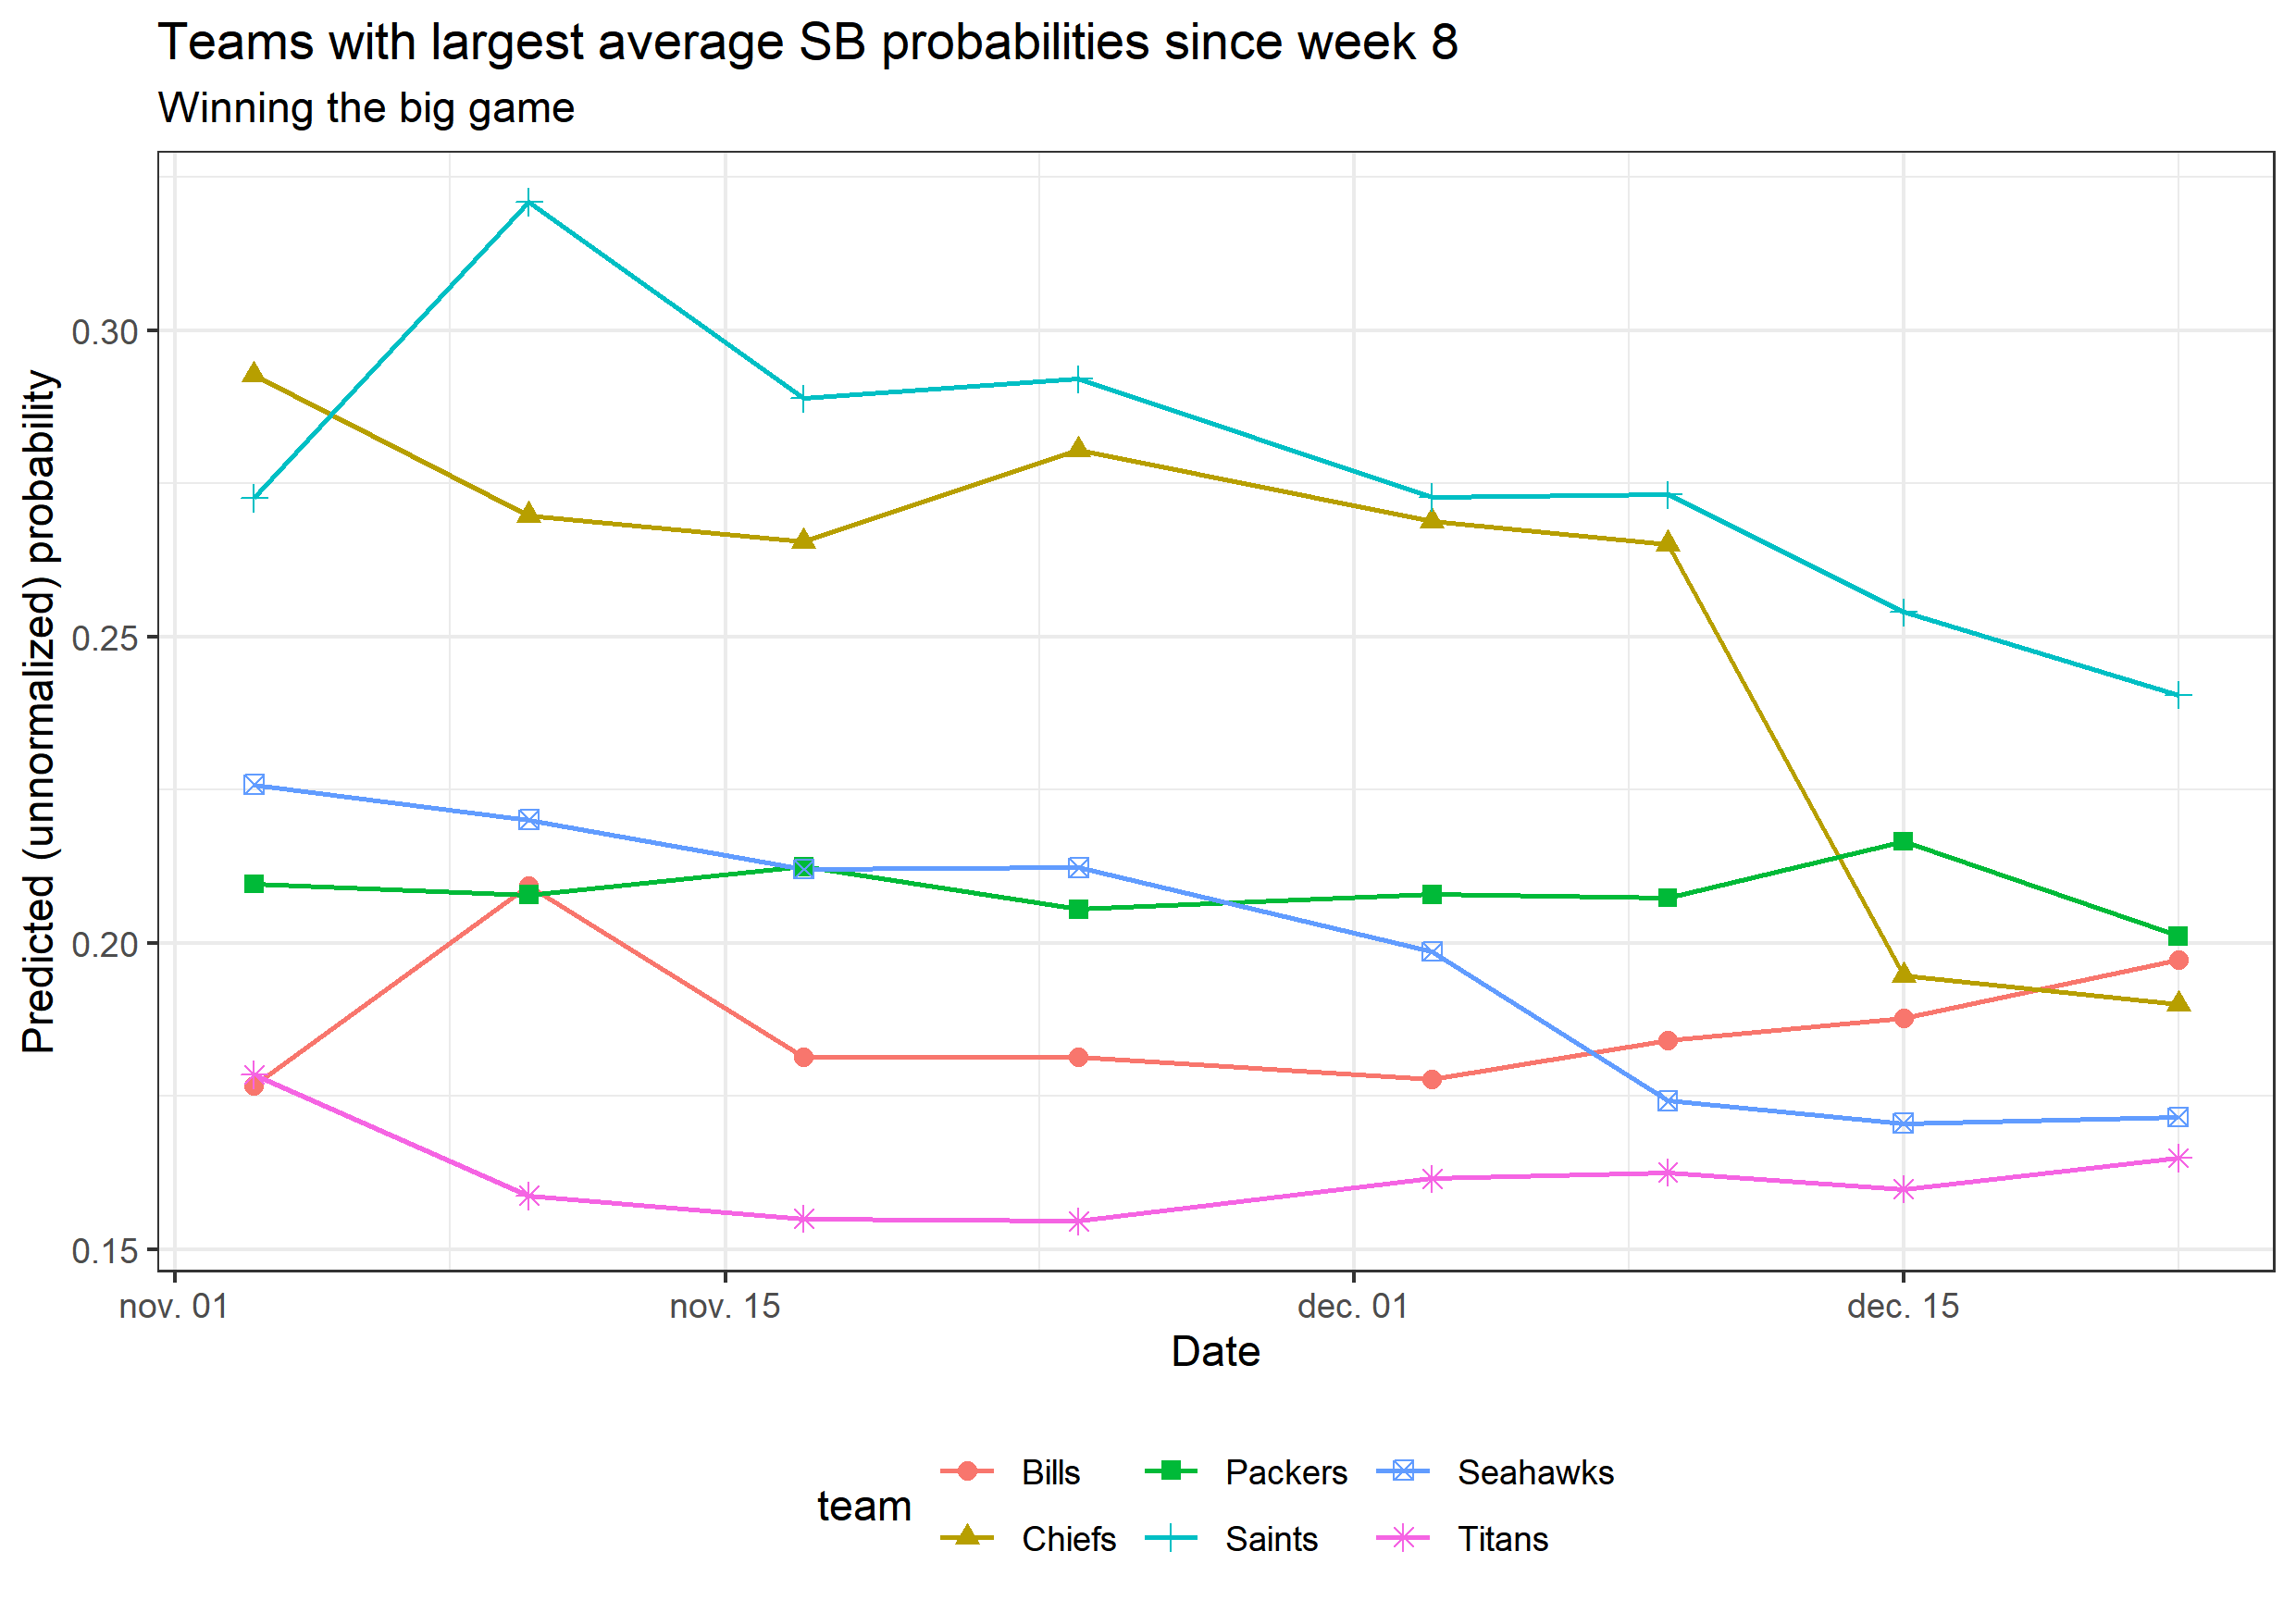 Teams with largest average SB probabilities since week 8
Winning the big game
Predicted (unnormalized) probability
0.30
0.25
0.20
0.15
nov. 01 nov. 15 dec. 01 dec. 15
Date
team
Bills Packers Seahawks
Chiefs Saints Titans